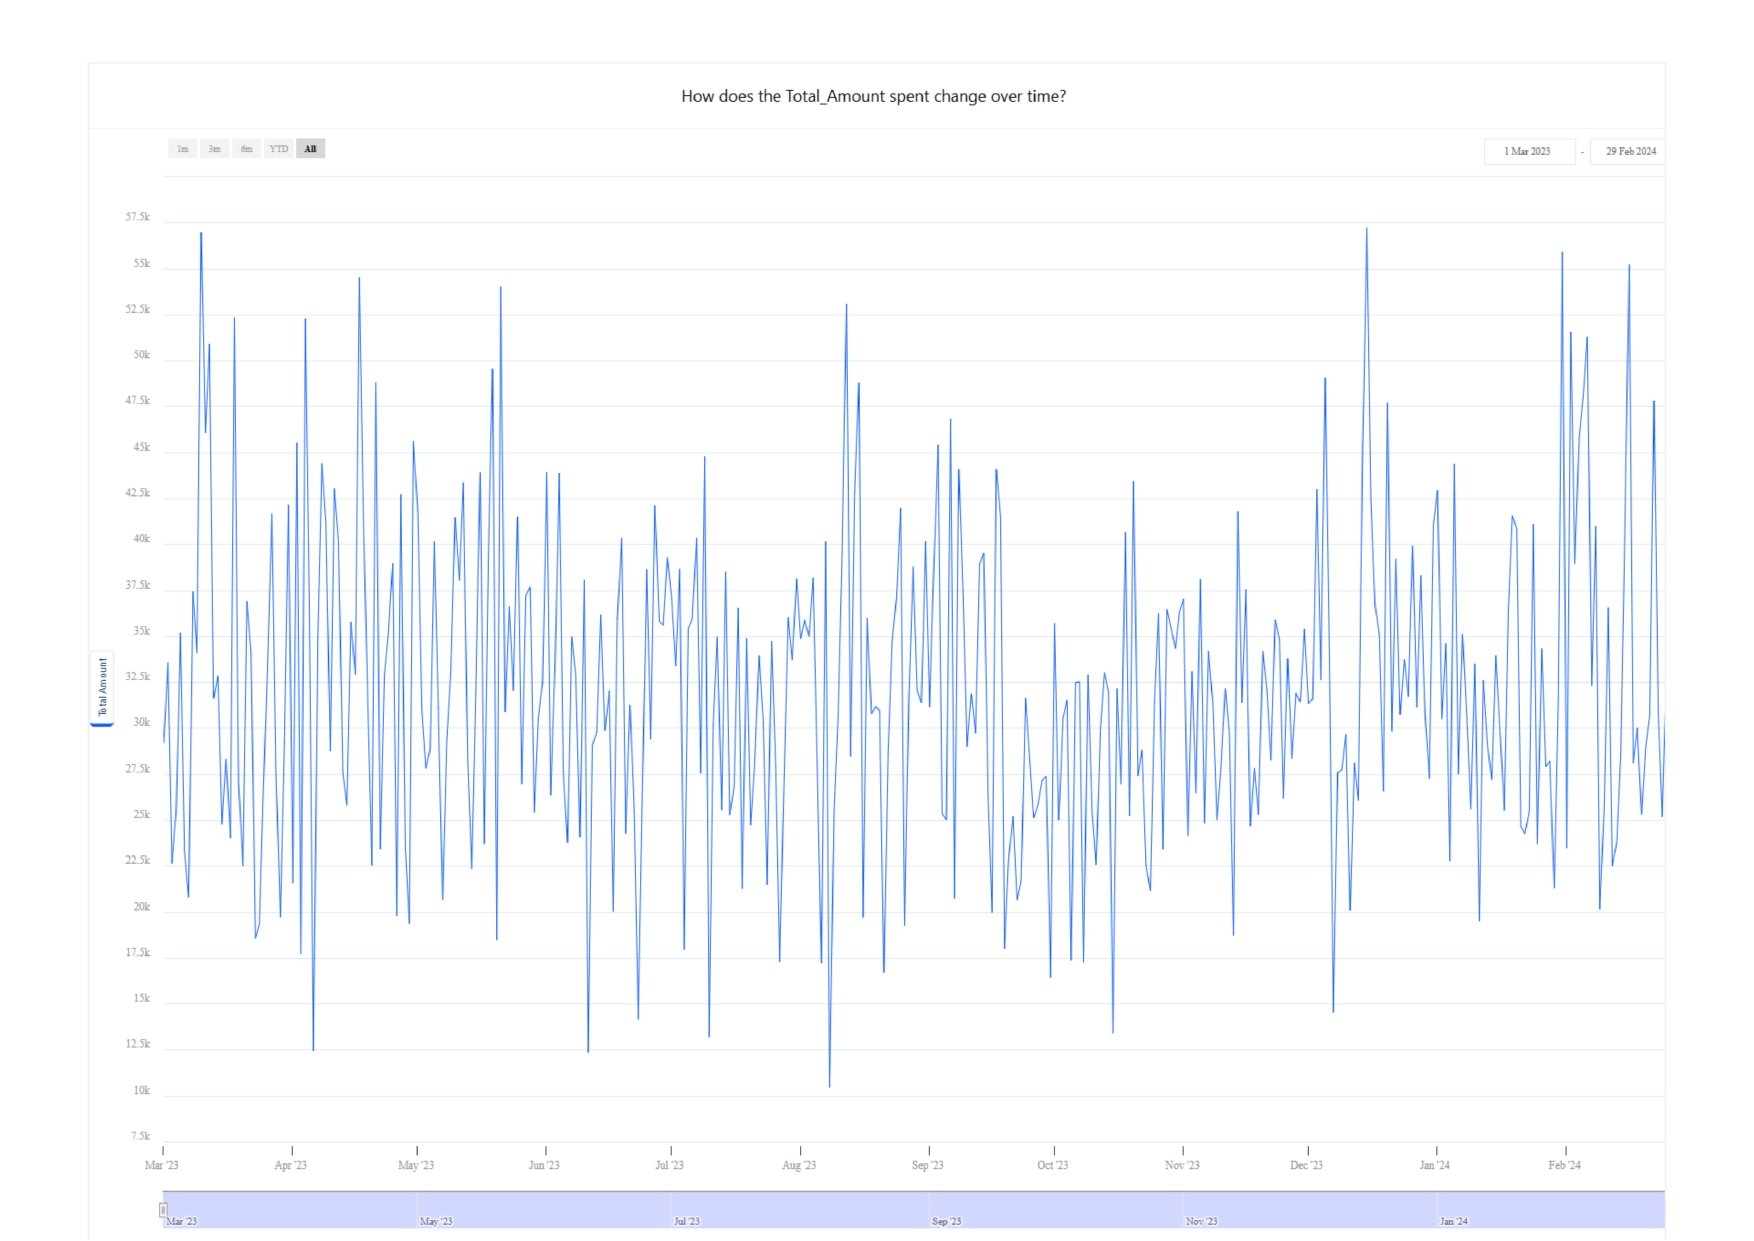 How does the Total_Amount spent change over time?
1m 3m 6m YTD All
1 Mar 2023 - 29 Feb 2024
57.5k
55k
52.5k
50k
47.5k
45k
42.5k
40k
37.5k
35k
32.5k
30k
27.5k
25k
22.5k
20k
17.5k
15k
12.5k
10k
7.5k
Total Amount
Mar '23 Apr '23 May '23 Jun '23 Jul '23 Aug '23 Sep '23 Oct '23 Nov '23 Dec '23 Jan '24 Feb '24
Mar '23 May '23 Jul '23 Sep '23 Nov '23 Jan '24